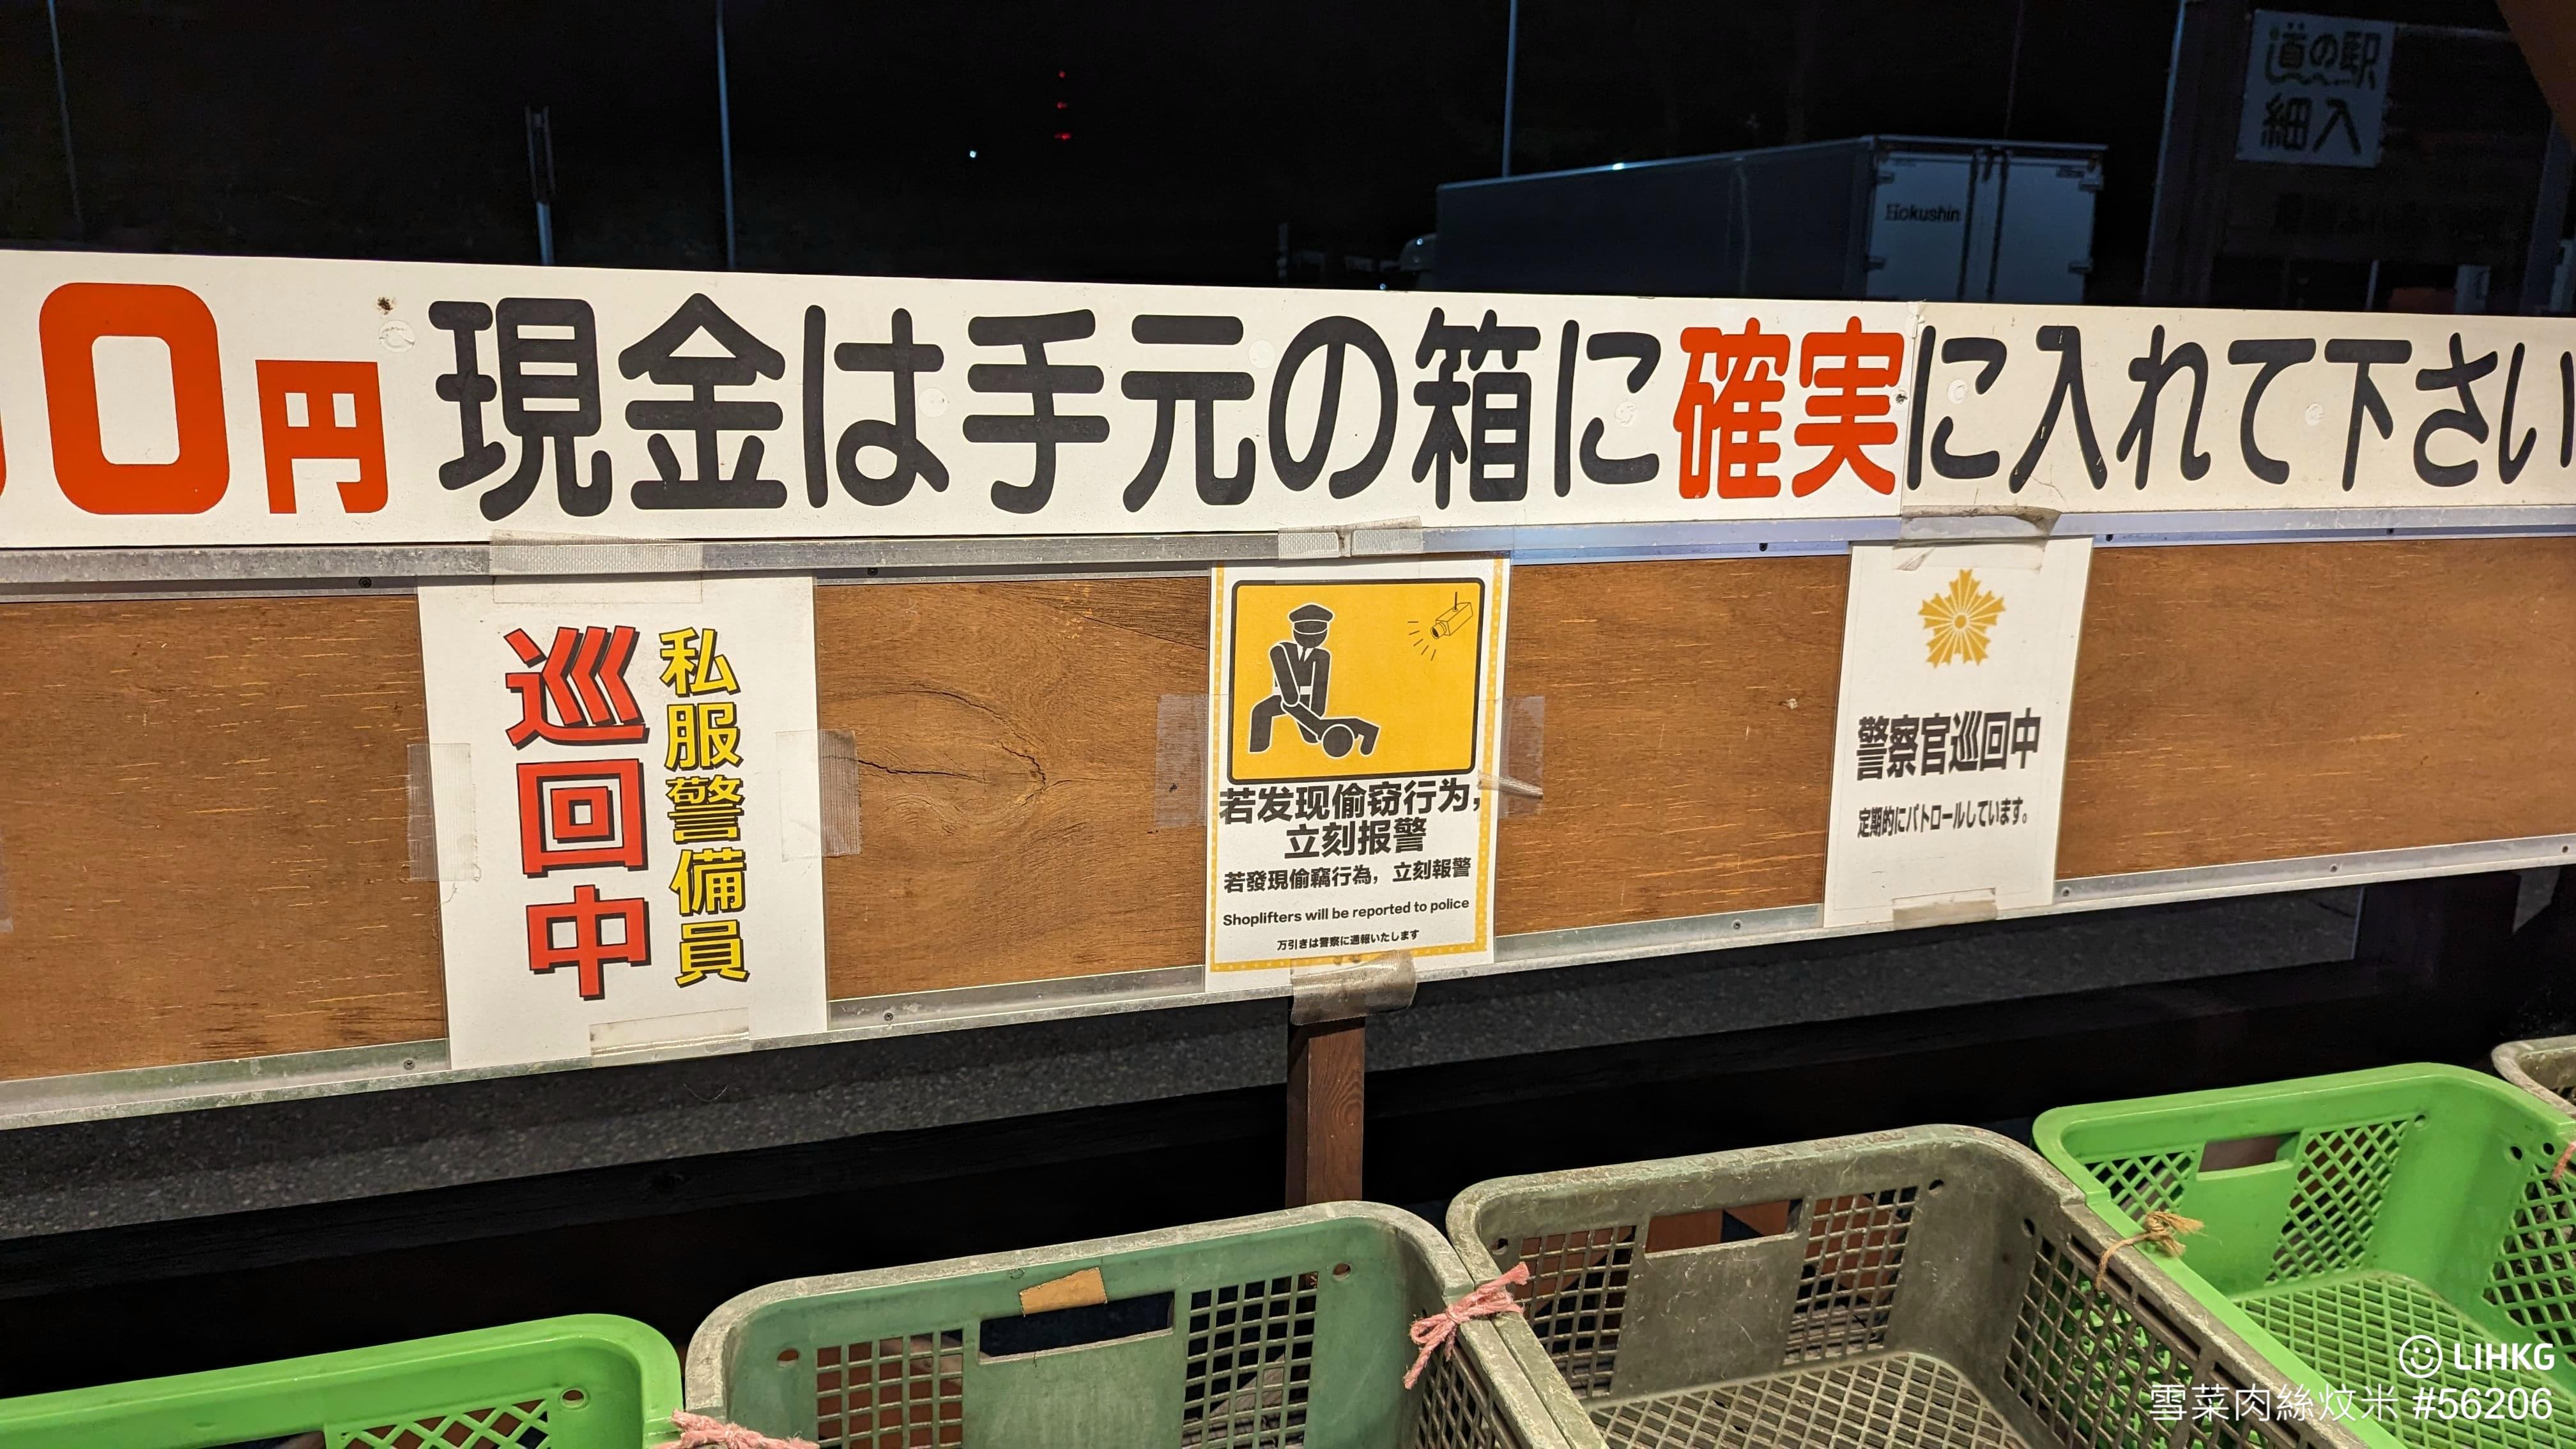 道の駅
細入
Hokushin
0円 現金は手元の箱に確実に入れて下さい
私服警備員
巡回中
若发现偷窃行为，
立刻报警
若發現偷竊行為，立刻報警
Shoplifters will be reported to police
万引きは警察に通報いたします
警察官巡回中
定期的にパトロールしています。
LIHKG
雪菜肉絲炆米 #56206